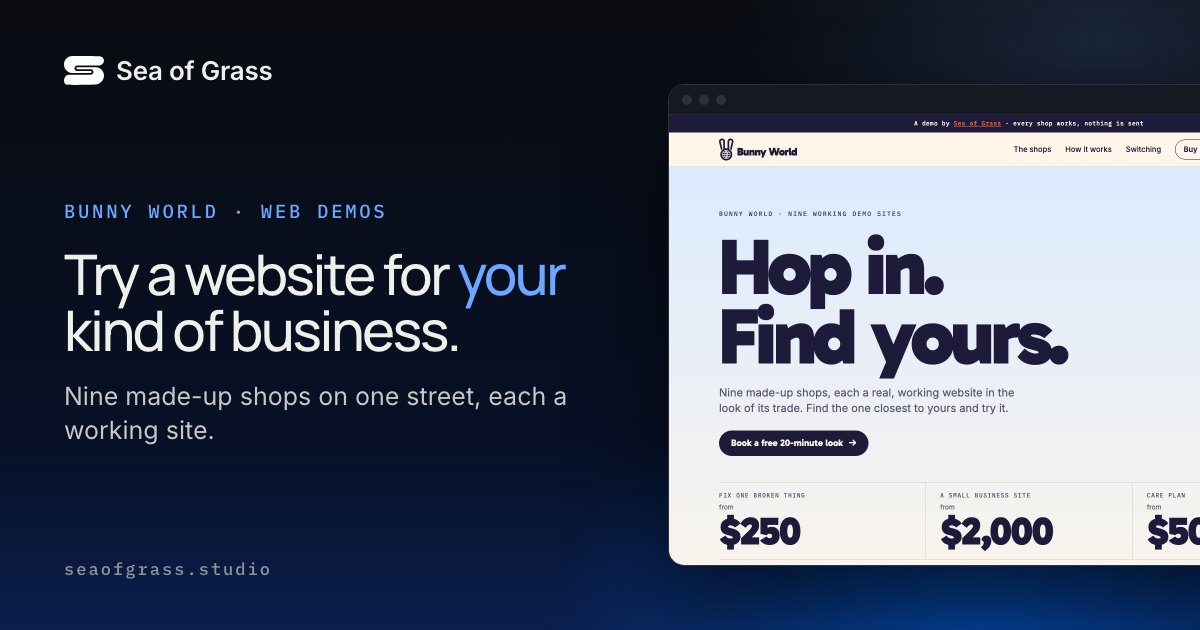 Sea of Grass
BUNNY WORLD · WEB DEMOS
Try a website for your
kind of business.
Nine made-up shops on one street, each a
working site.
seaofgrass.studio
A demo by Sea of Grass · every shop works, nothing is sent
Bunny World
The shops How it works Switching Buy
BUNNY WORLD · NINE WORKING DEMO SITES
Hop in.
Find yours.
Nine made-up shops, each a real, working website in the
look of its trade. Find the one closest to yours and try it.
Book a free 20-minute look →
FIX ONE BROKEN THING
from
$250
A SMALL BUSINESS SITE
from
$2,000
CARE PLAN
from